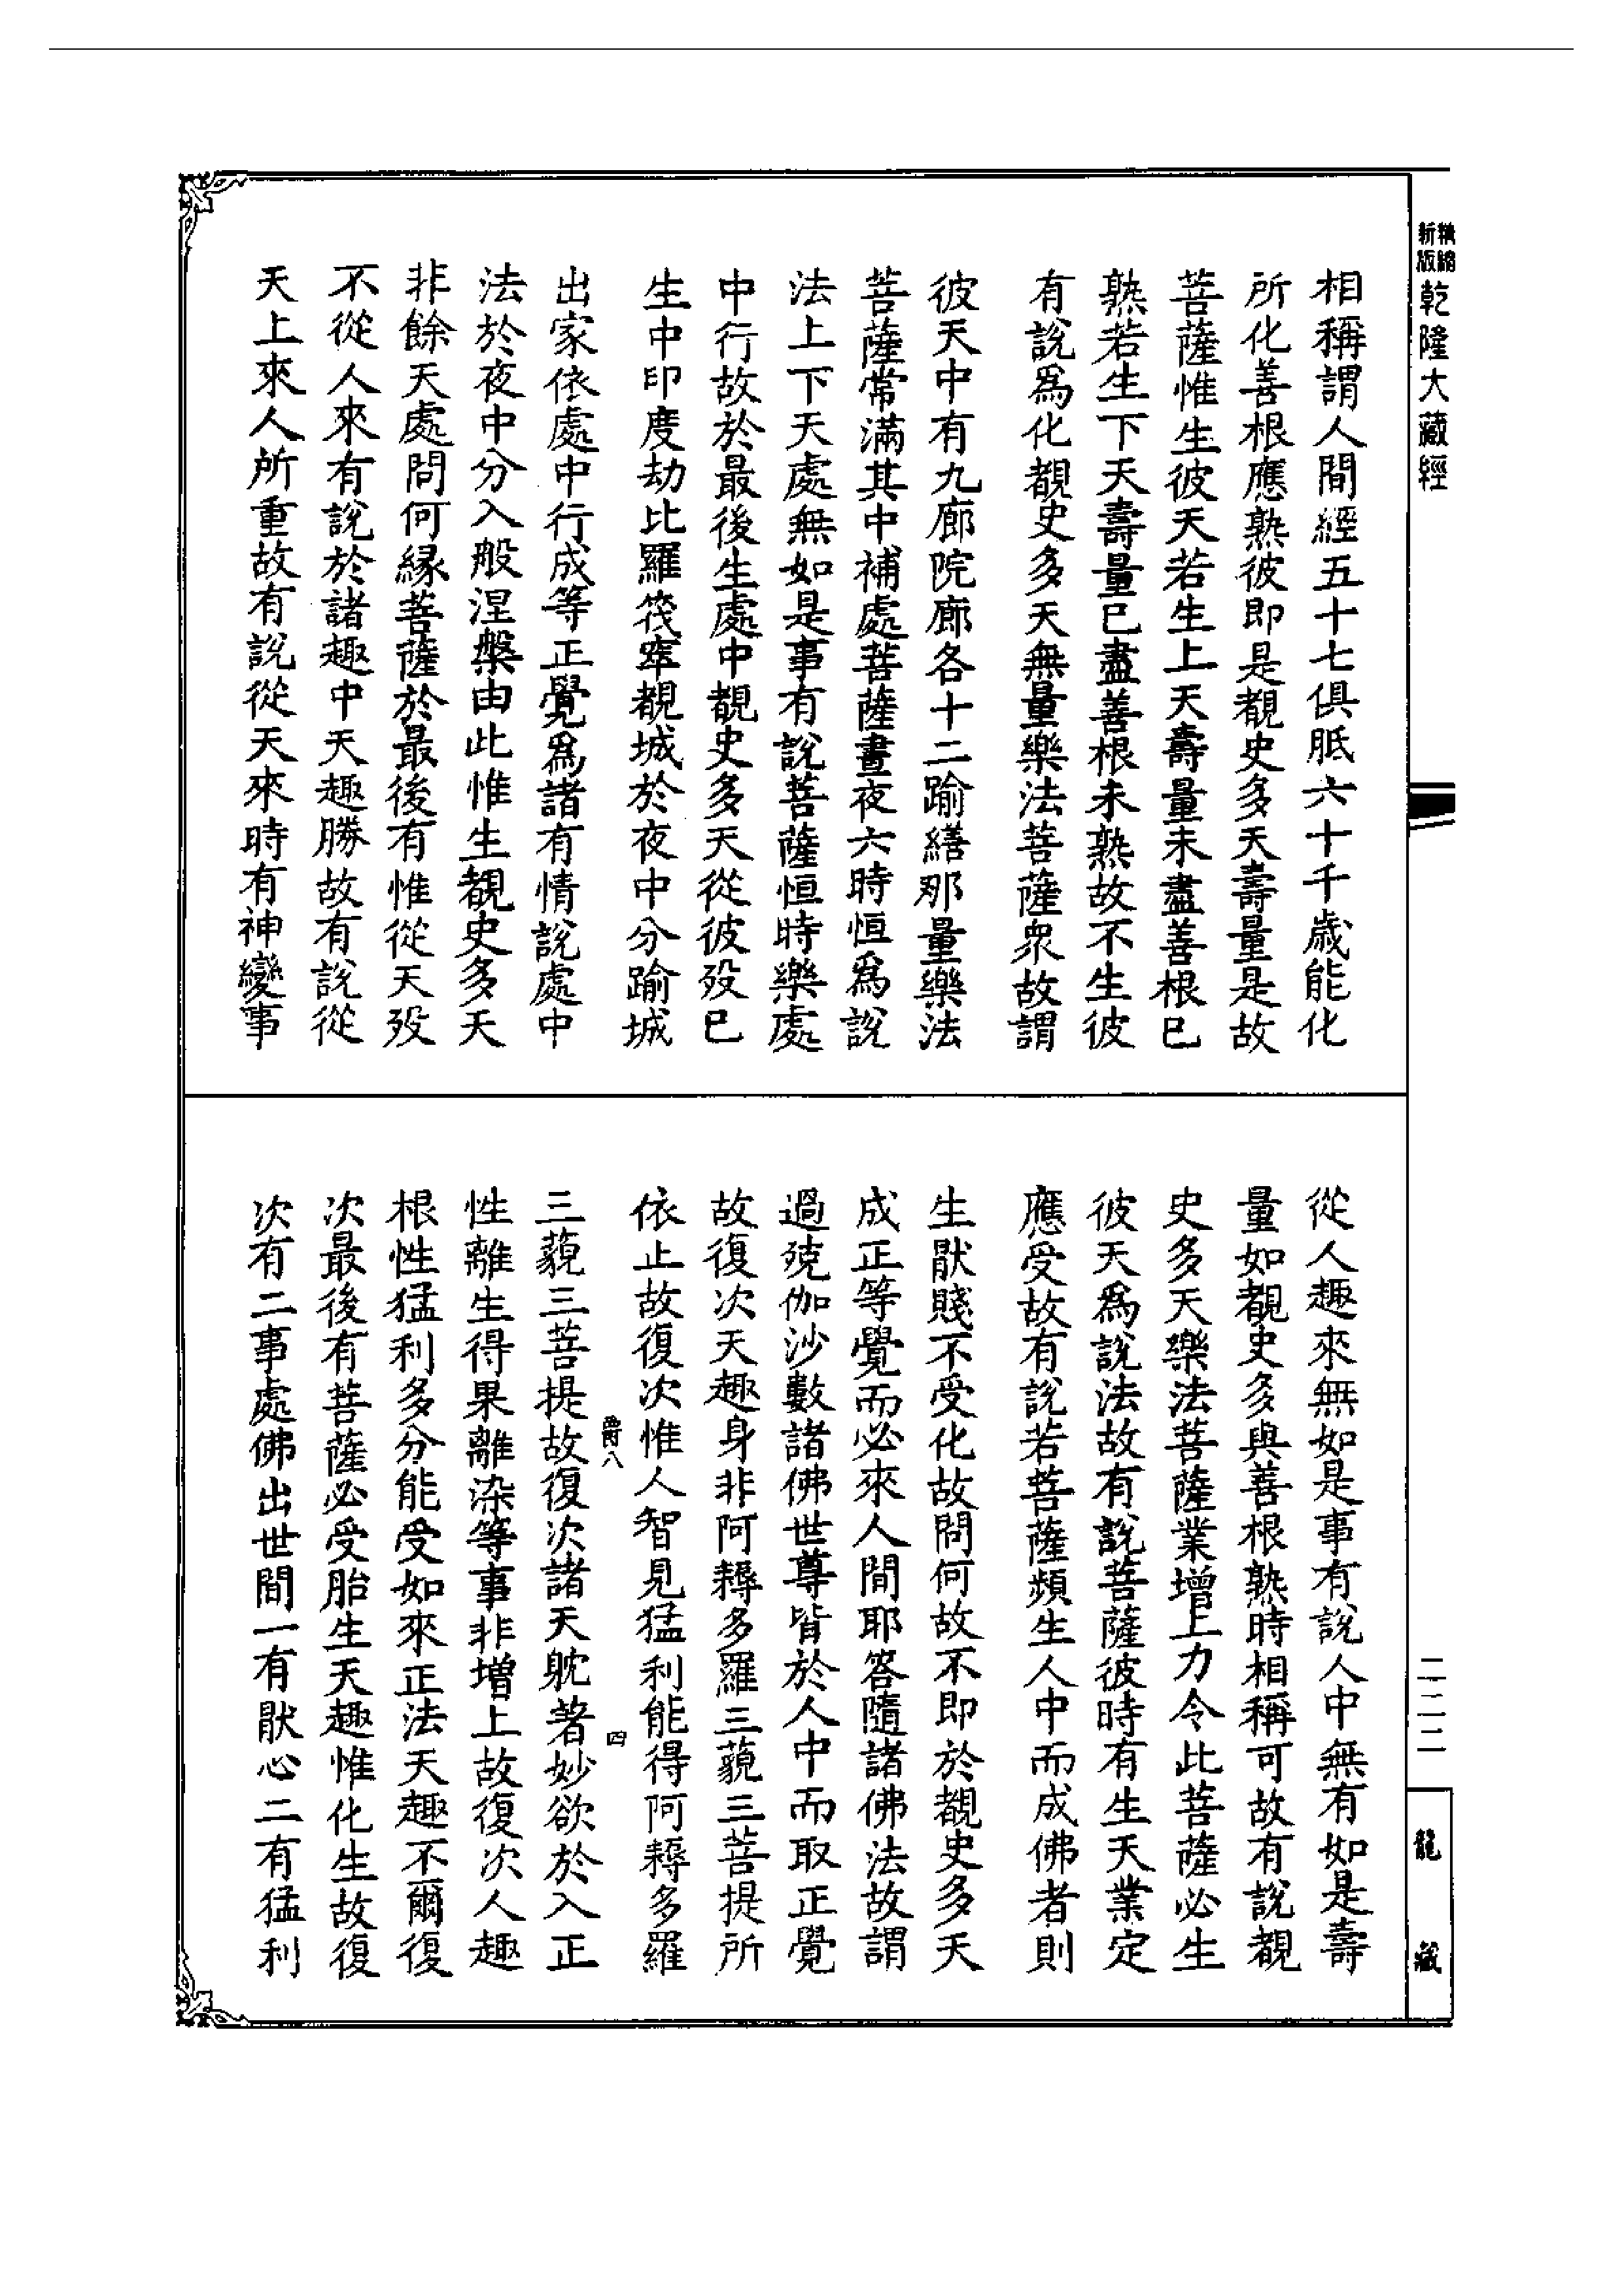 新版精縮乾隆大藏經
相稱謂人間經五十七俱胝六十千歲能化
所化善根應熟彼即是覩史多天壽量是故
菩薩惟生彼天若生上天壽量未盡善根已
熟若生下天壽量已盡善根未熟故不生彼
有說爲化覩史多天無量樂法菩薩衆故謂
彼天中有九廊院廊各十二踰繕那量樂法
菩薩常滿其中補處菩薩晝夜六時恒爲說
法上下天處無如是事有說菩薩恒時樂處
中行故於最後生處中覩史多天從彼歿已
生中印度劫比羅筏窣覩城於夜中分踰城
出家依處中行成等正覺爲諸有情說處中
法於夜中分入般涅槃由此惟生覩史多天
非餘天處問何緣菩薩於最後有惟從天歿
不從人來有說於諸趣中天趣勝故有說從
天上來人所重故有說從天來時有神變事
從人趣來無如是事有說人中無有如是壽
量如覩史多與善根熟時相稱可故有說覩
史多天樂法菩薩業增上力令此菩薩必生
彼天爲說法故有說菩薩彼時有生天業定
應受故有說若菩薩頻生人中而成佛者則
生猒賤不受化故問何故不即於覩史多天
成正等覺而必來人間耶答隨諸佛法故謂
過殑伽沙數諸佛世尊皆於人中而取正覺
故復次天趣身非阿耨多羅三藐三菩提所
依止故復次惟人智見猛利能得阿耨多羅
爵八
四
三藐三菩提故復次諸天躭著妙欲於入正
性離生得果離染等事非增上故復次人趣
根性猛利多分能受如來正法天趣不爾復
次最後有菩薩必受胎生天趣惟化生故復
次有二事處佛出世間一有猒心二有猛利
二二二
龍藏